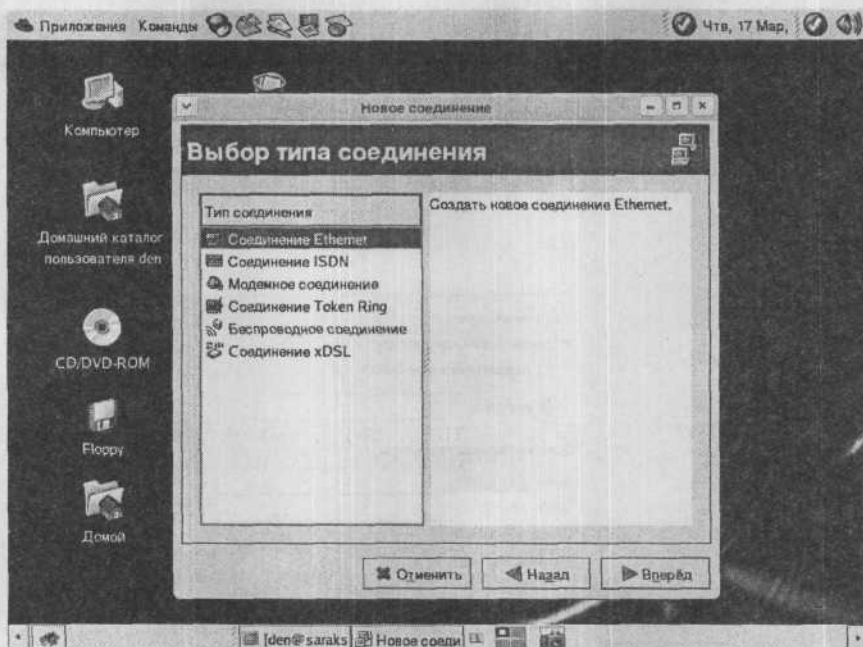 Приложения Команды
Чтв, 17 Мар,
Компьютер
Домашний каталог
пользователя den
CD/DVD-ROM
Floppy
Домой
Новое соединение
Выбор типа соединения
Тип соединения
Соединение Ethernet
Соединение ISDN
Модемное соединение
Соединение Token Ring
Беспроводное соединение
Соединение xDSL
Создать новое соединение Ethernet.
Отменить
Назад
Вперёд
[den@saraks
Новое соеди